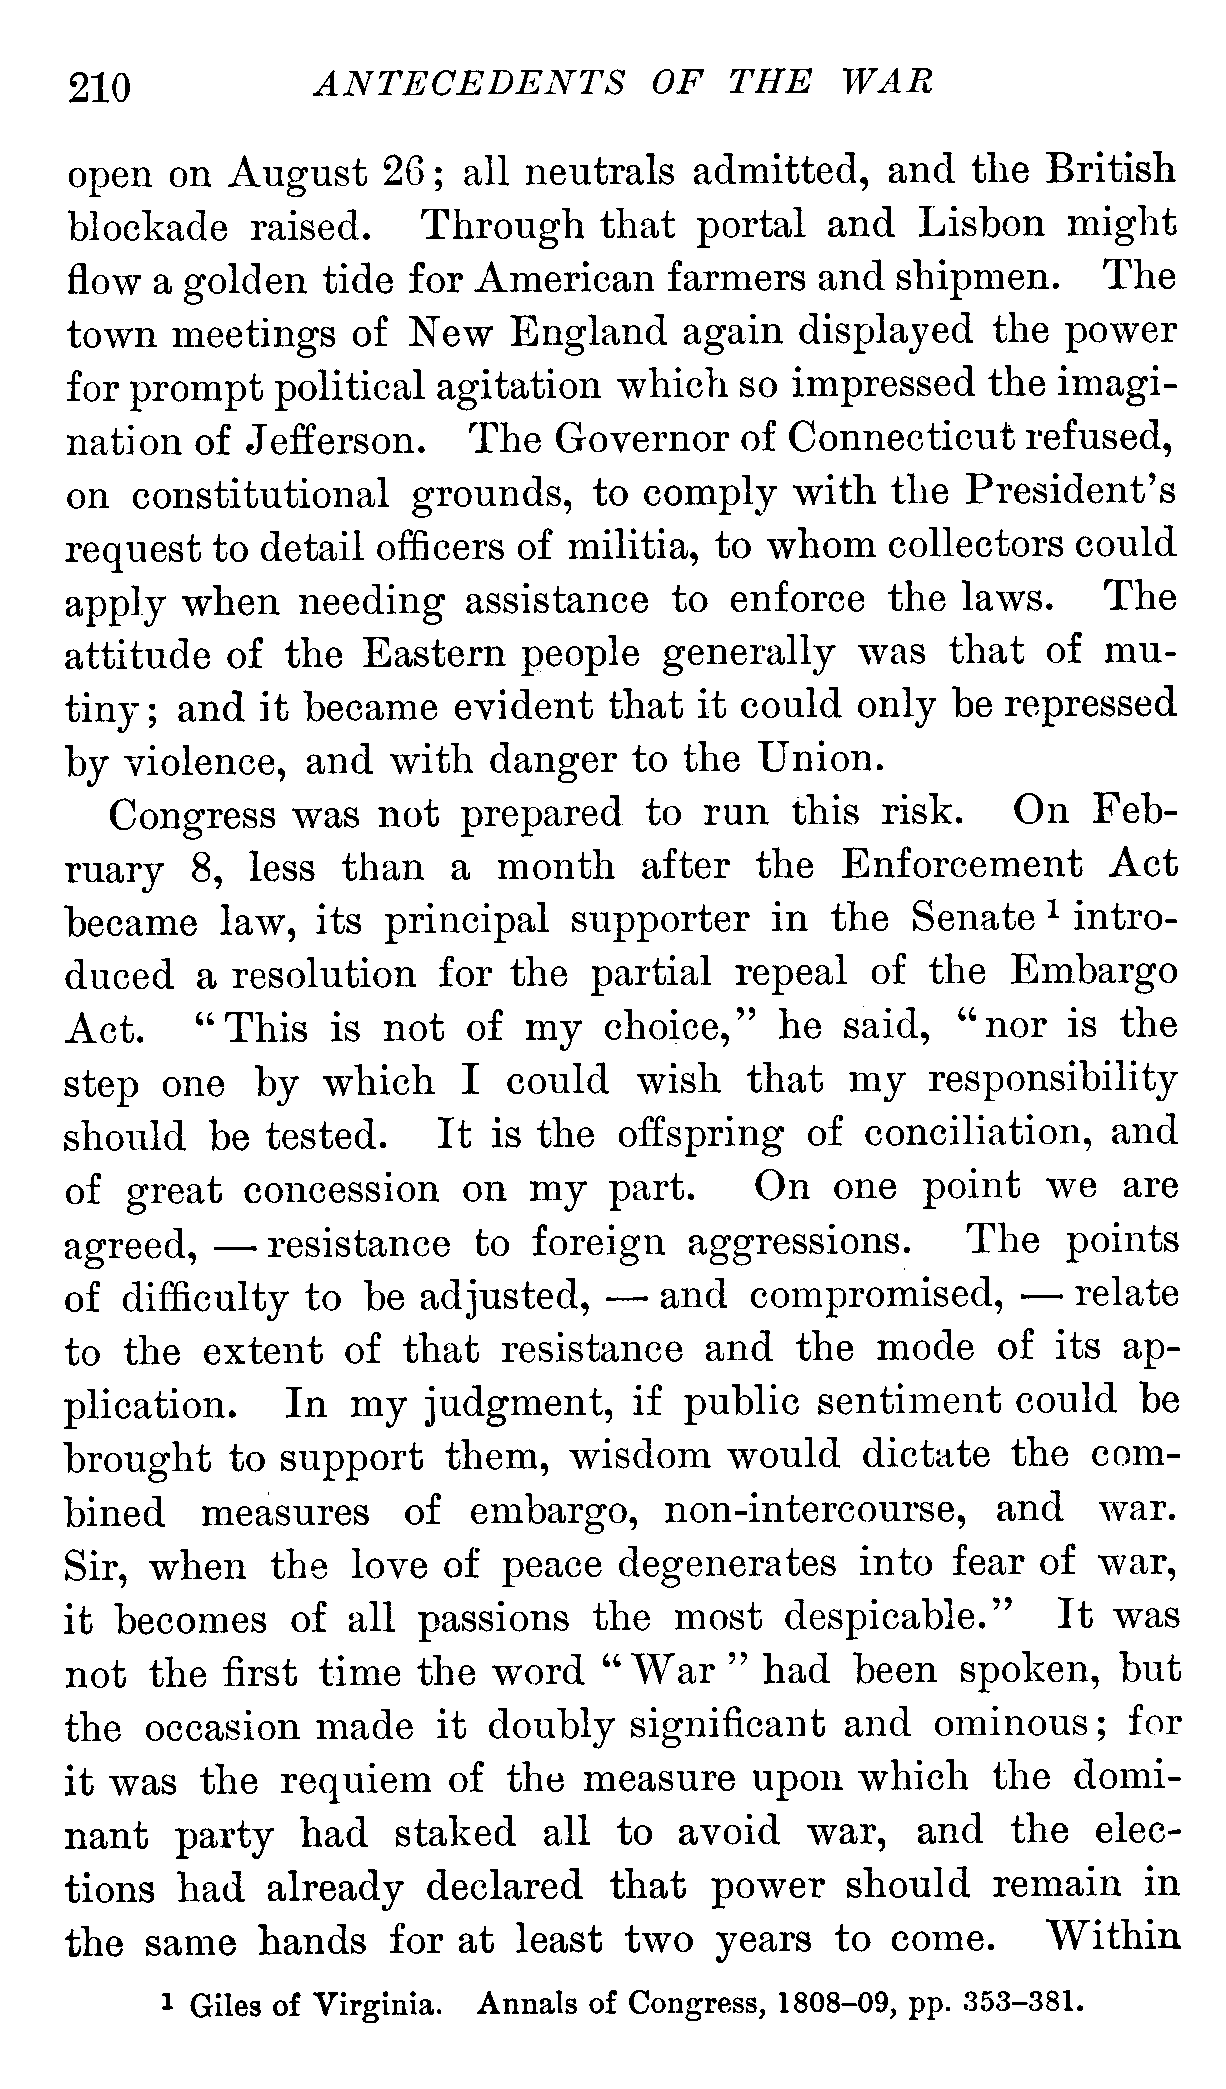 210 ANTECEDENTS OF THE WAR
open on August 26; all neutrals admitted, and the British
blockade raised. Through that portal and Lisbon might
flow a golden tide for American farmers and shipmen. The
town meetings of New England again displayed the power
for prompt political agitation which so impressed the imagi-
nation of Jefferson. The Governor of Connecticut refused,
on constitutional grounds, to comply with the President's
request to detail officers of militia, to whom collectors could
apply when needing assistance to enforce the laws. The
attitude of the Eastern people generally was that of mu-
tiny; and it became evident that it could only be repressed
by violence, and with danger to the Union.
Congress was not prepared to run this risk. On Feb-
ruary 8, less than a month after the Enforcement Act
became law, its principal supporter in the Senate ¹ intro-
duced a resolution for the partial repeal of the Embargo
Act. "This is not of my choice," he said, "nor is the
step one by which I could wish that my responsibility
should be tested. It is the offspring of conciliation, and
of great concession on my part. On one point we are
agreed, — resistance to foreign aggressions. The points
of difficulty to be adjusted, — and compromised, — relate
to the extent of that resistance and the mode of its ap-
plication. In my judgment, if public sentiment could be
brought to support them, wisdom would dictate the com-
bined measures of embargo, non-intercourse, and war.
Sir, when the love of peace degenerates into fear of war,
it becomes of all passions the most despicable." It was
not the first time the word "War" had been spoken, but
the occasion made it doubly significant and ominous; for
it was the requiem of the measure upon which the domi-
nant party had staked all to avoid war, and the elec-
tions had already declared that power should remain in
the same hands for at least two years to come. Within
¹ Giles of Virginia. Annals of Congress, 1808–09, pp. 353–381.